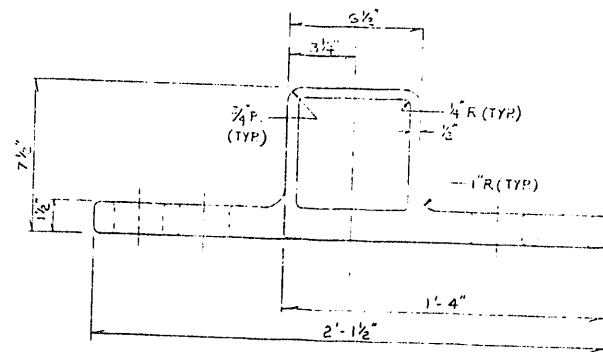 6½"
3¼"
¾" R.
(TYP.)
¼" R (TYP.)
½"
7½"
1½"
1" R (TYP.)
1'-4"
2'-1½"